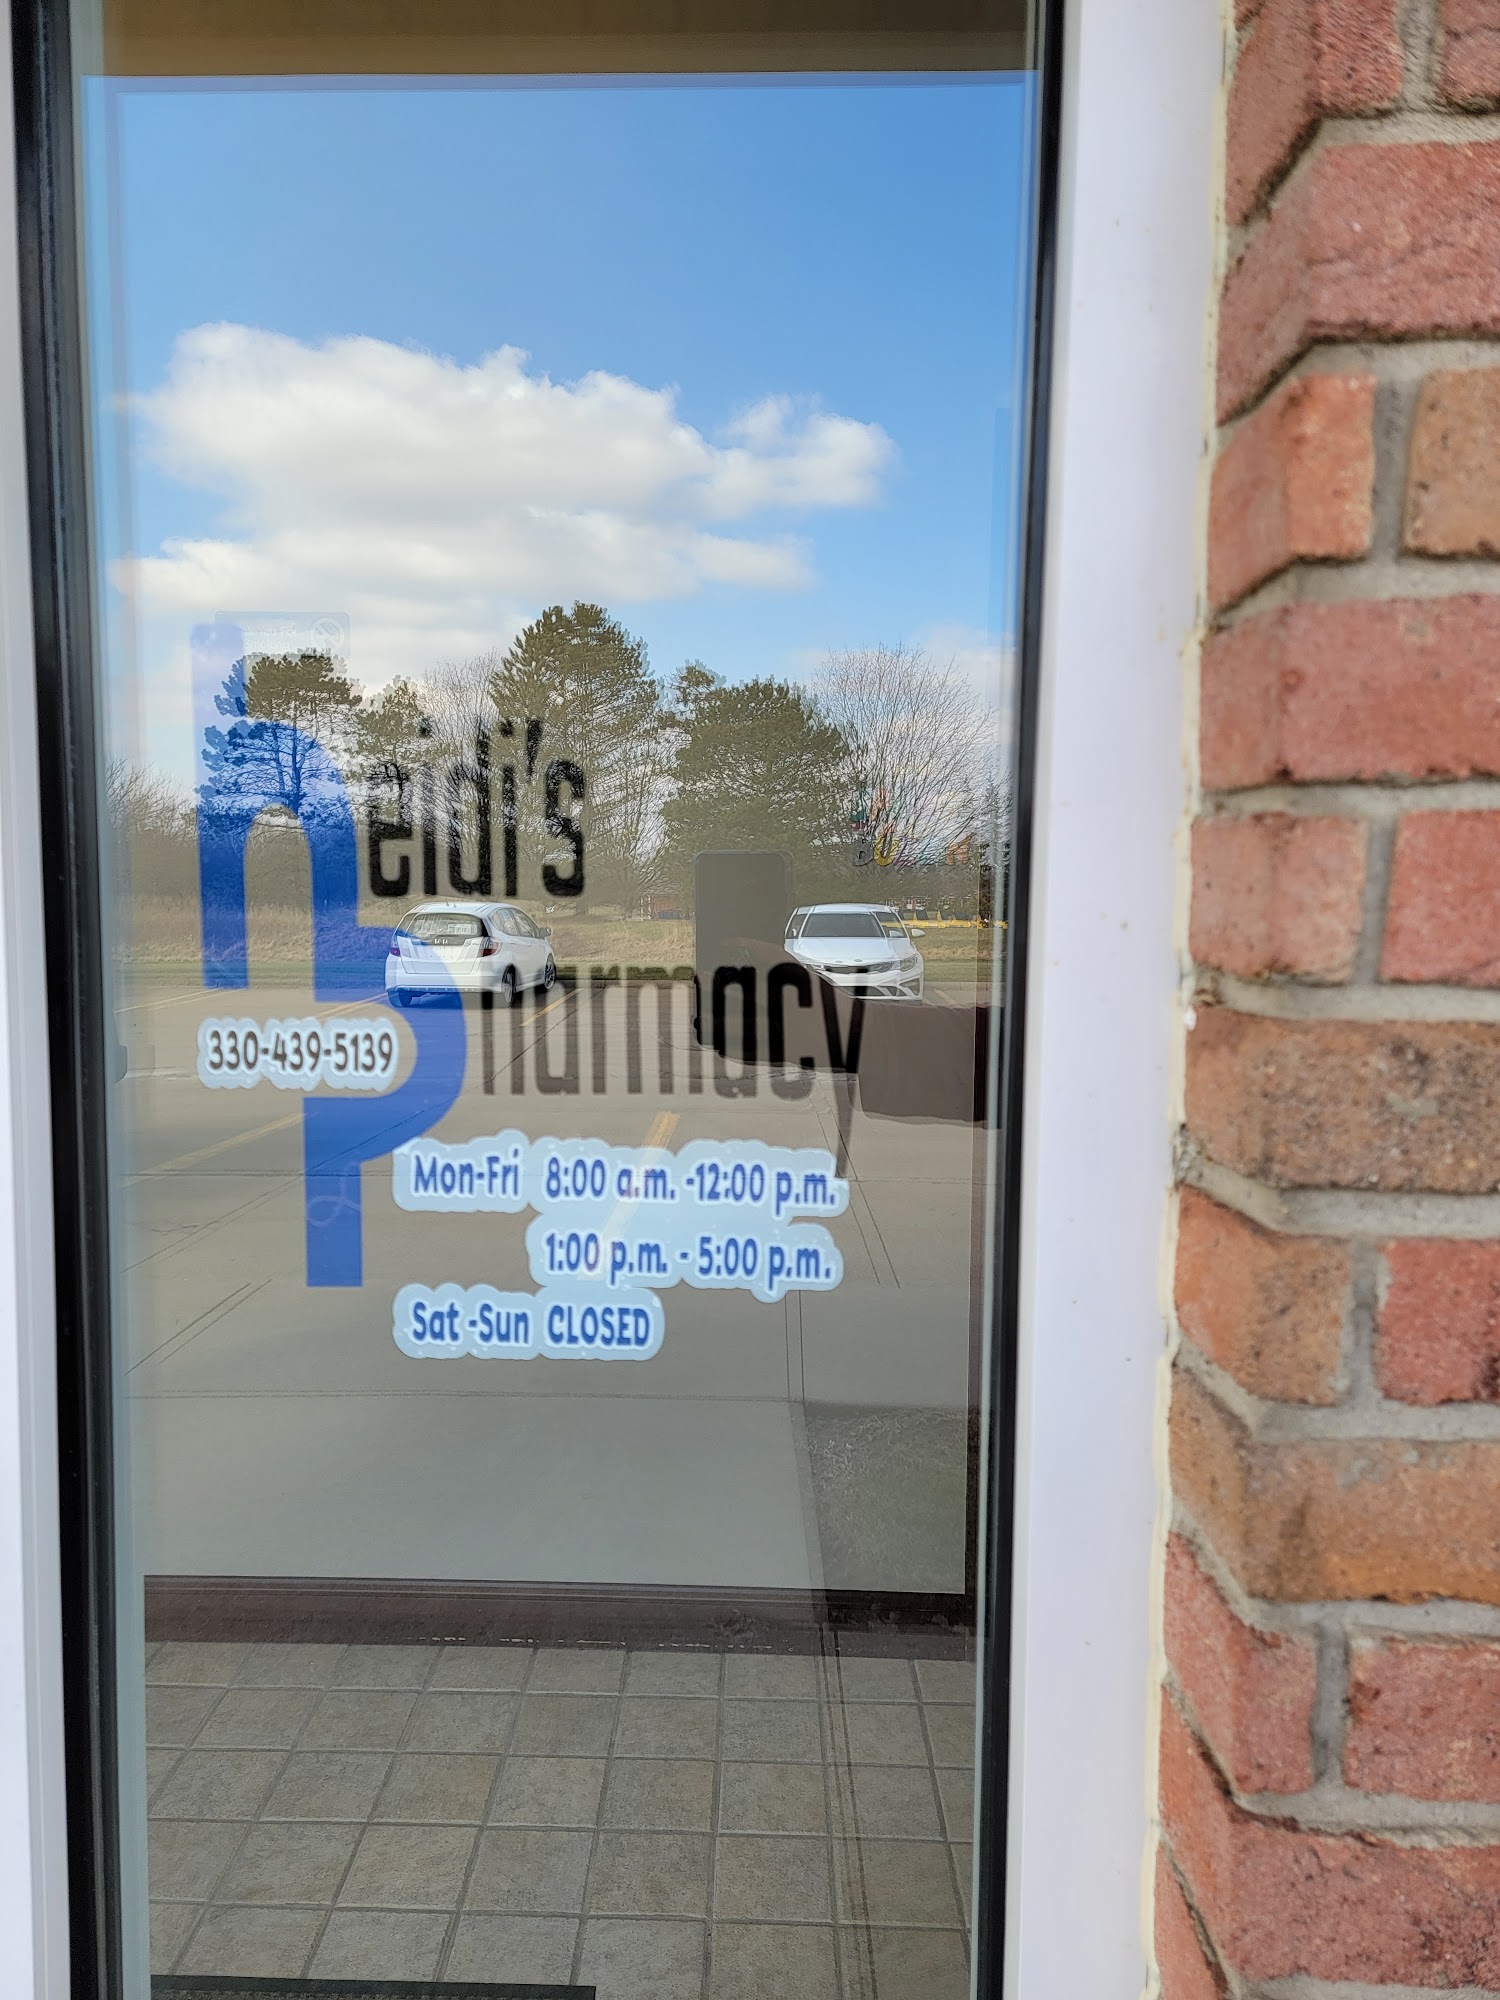 heidi's
pharmacy
330-439-5139
Mon-Fri 8:00 a.m. -12:00 p.m.
1:00 p.m. - 5:00 p.m.
Sat -Sun CLOSED